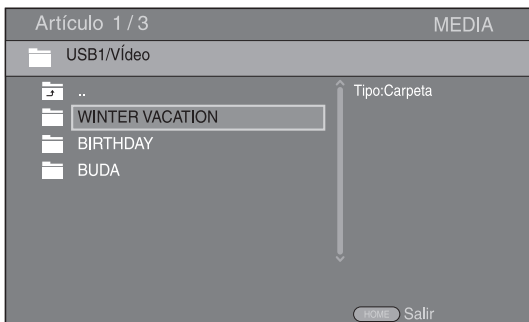 Artículo 1/3 MEDIA
USB1/VÍdeo
..
WINTER VACATION
Tipo:Carpeta
BIRTHDAY
BUDA
HOME Salir